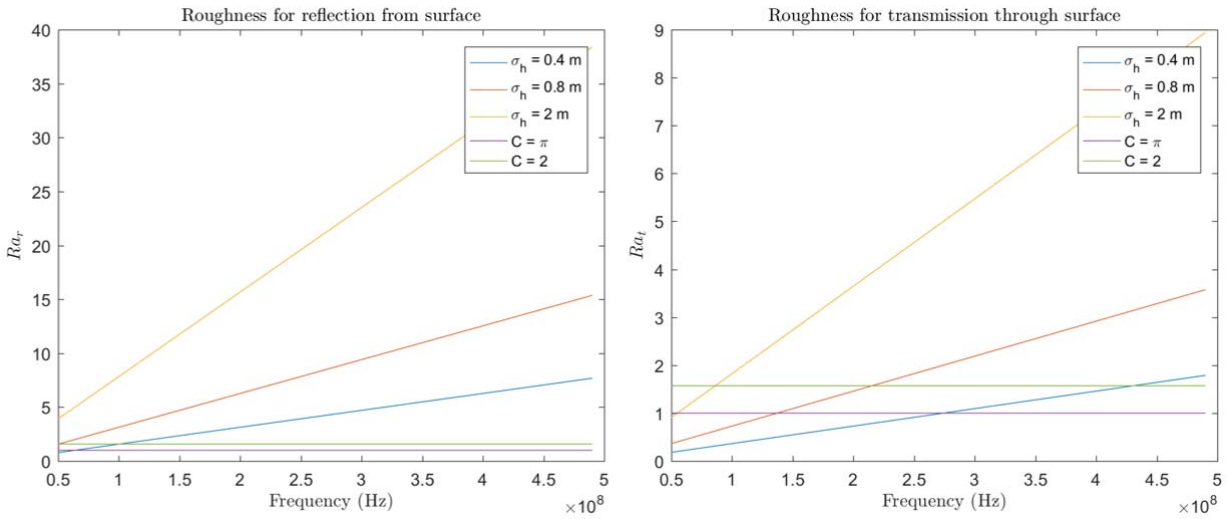 Roughness for reflection from surface
40
35
30
25
20
15
10
5
0
Ra_r
σ_h = 0.4 m
σ_h = 0.8 m
σ_h = 2 m
C = π
C = 2
0.5 1 1.5 2 2.5 3 3.5 4 4.5 5
Frequency (Hz)
×10^8
Roughness for transmission through surface
9
8
7
6
5
4
3
2
1
0
Ra_t
σ_h = 0.4 m
σ_h = 0.8 m
σ_h = 2 m
C = π
C = 2
0.5 1 1.5 2 2.5 3 3.5 4 4.5 5
Frequency (Hz)
×10^8